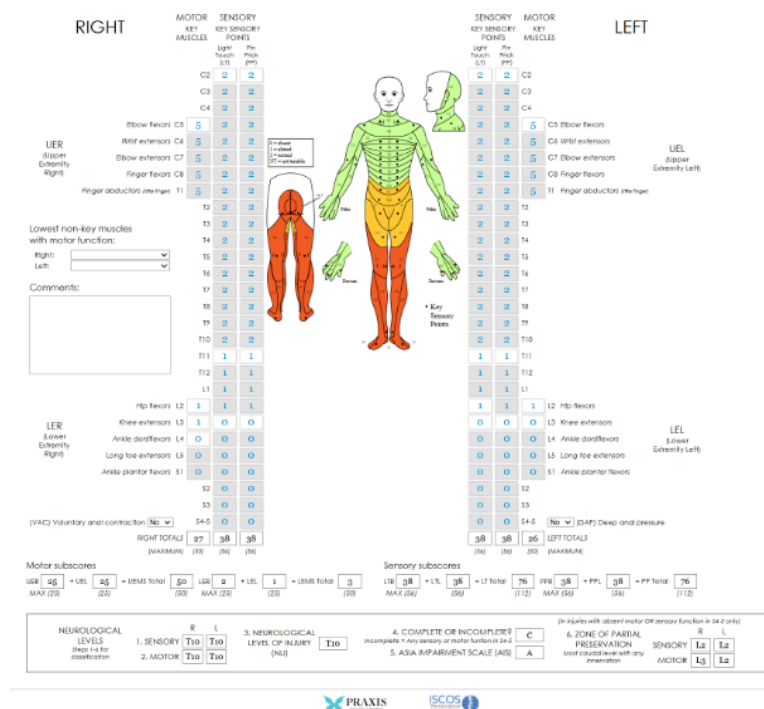 RIGHT
MOTOR
KEY
MUSCLES
SENSORY
KEY SENSORY
POINTS
Light
Touch
(LT)
Pin
Prick
(PP)
SENSORY
KEY SENSORY
POINTS
Light
Touch
(LT)
Pin
Prick
(PP)
MOTOR
KEY
MUSCLES
LEFT
C2 2 2 2 2 C2
C3 2 2 2 2 C3
C4 2 2 2 2 C4
Elbow flexors C5 5 2 2 2 2 5 C5 Elbow flexors
Wrist extensors C6 5 2 2 2 2 5 C6 Wrist extensors
Elbow extensors C7 5 2 2 2 2 5 C7 Elbow extensors
Finger flexors C8 5 2 2 2 2 5 C8 Finger flexors
Finger abductors (little finger) T1 5 2 2 2 2 5 T1 Finger abductors (little finger)
UER
(Upper
Extremity
Right)
UEL
(Upper
Extremity Left)
0 = absent
1 = altered
2 = normal
NT = not testable
T2 2 2 2 2 T2
T3 2 2 2 2 T3
T4 2 2 2 2 T4
T5 2 2 2 2 T5
T6 2 2 2 2 T6
T7 2 2 2 2 T7
T8 2 2 2 2 T8
T9 2 2 2 2 T9
T10 2 2 2 2 T10
T11 1 1 1 1 T11
T12 1 1 1 1 T12
L1 1 1 1 1 L1
Lowest non-key muscles
with motor function:
Right:
Left:
Comments:
Palm
Palm
Dorsum
Dorsum
• Key
Sensory
Points
Hip flexors L2 1 1 1 1 1 1 L2 Hip flexors
Knee extensors L3 1 0 0 0 0 0 L3 Knee extensors
Ankle dorsiflexors L4 0 0 0 0 0 0 L4 Ankle dorsiflexors
Long toe extensors L5 0 0 0 0 0 0 L5 Long toe extensors
Ankle plantar flexors S1 0 0 0 0 0 0 S1 Ankle plantar flexors
LER
(Lower
Extremity
Right)
LEL
(Lower
Extremity Left)
S2 0 0 0 0 S2
S3 0 0 0 0 S3
(VAC) Voluntary anal contraction No S4-5 0 0 0 0 S4-5 No (DAP) Deep anal pressure
RIGHT TOTALS 27 38 38 38 38 26 LEFT TOTALS
(MAXIMUM) (50) (56) (56) (56) (56) (50) (MAXIMUM)
Motor subscores
UER 25 + UEL 25 = UEMS Total 50 LER 2 + LEL 1 = LEMS Total 3
MAX (25) (25) (50) MAX (25) (25) (50)
Sensory subscores
LTR 38 + LTL 38 = LT Total 76 PPR 38 + PPL 38 = PP Total 76
MAX (56) (56) (112) MAX (56) (56) (112)
NEUROLOGICAL
LEVELS
Steps 1-6 for
classification
R L
1. SENSORY T10 T10
2. MOTOR T10 T10
3. NEUROLOGICAL
LEVEL OF INJURY
(NLI)
T10
4. COMPLETE OR INCOMPLETE? C
Incomplete = Any sensory or motor function in S4-5
5. ASIA IMPAIRMENT SCALE (AIS) A
(In injuries with absent motor OR sensory function in S4-5 only)
6. ZONE OF PARTIAL
PRESERVATION
Most caudal level with any
innervation
R L
SENSORY L2 L2
MOTOR L3 L2
PRAXIS
ISCOS